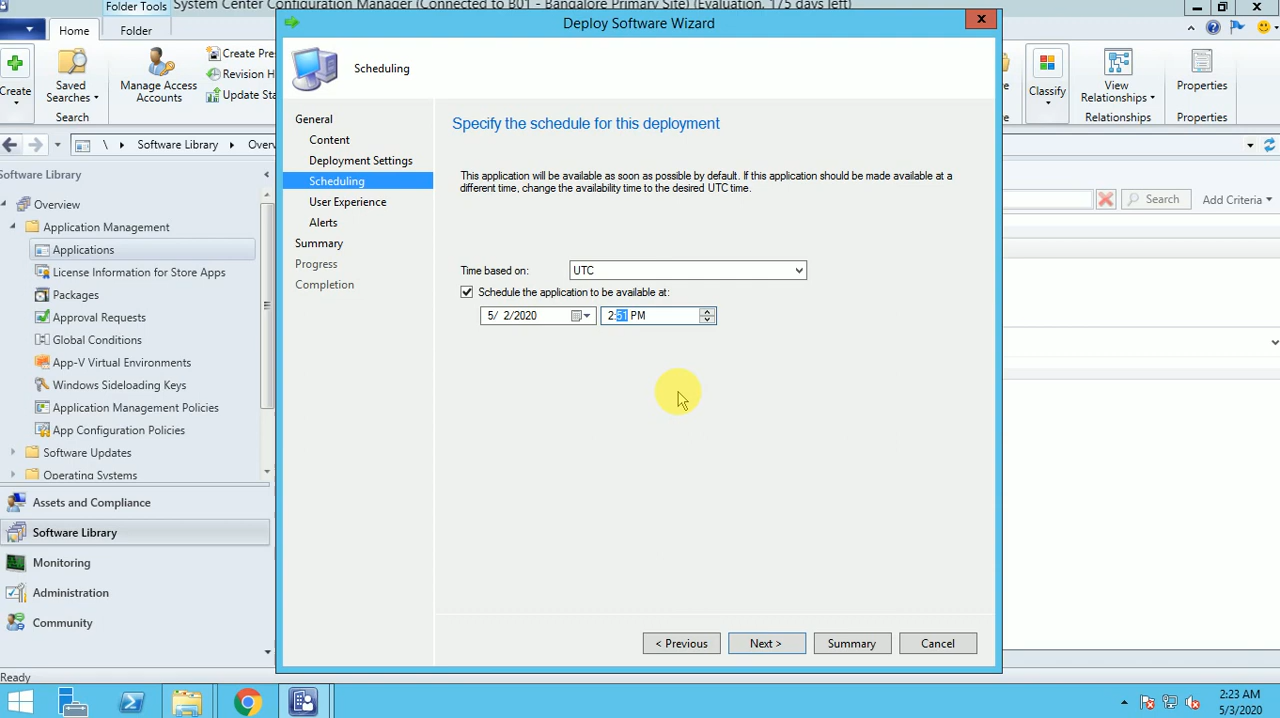 Folder Tools
System Center Configuration Manager (Connected to B01 - Bangalore Primary Site) (Evaluation, 175 days left)
Deploy Software Wizard
Home
Folder
Create
Saved Searches
Search
Manage Access Accounts
Create Pres
Revision H
Update Sta
Classify
View Relationships
Relationships
Properties
Properties
\ Software Library Overv
Search
Add Criteria
Software Library
Overview
Application Management
Applications
License Information for Store Apps
Packages
Approval Requests
Global Conditions
App-V Virtual Environments
Windows Sideloading Keys
Application Management Policies
App Configuration Policies
Software Updates
Operating Systems
Assets and Compliance
Software Library
Monitoring
Administration
Community
Ready
Scheduling
General
Content
Deployment Settings
Scheduling
User Experience
Alerts
Summary
Progress
Completion
Specify the schedule for this deployment
This application will be available as soon as possible by default. If this application should be made available at a
different time, change the availability time to the desired UTC time.
Time based on: UTC
Schedule the application to be available at:
5/ 2/2020 2:51 PM
< Previous Next > Summary Cancel
2:23 AM
5/3/2020